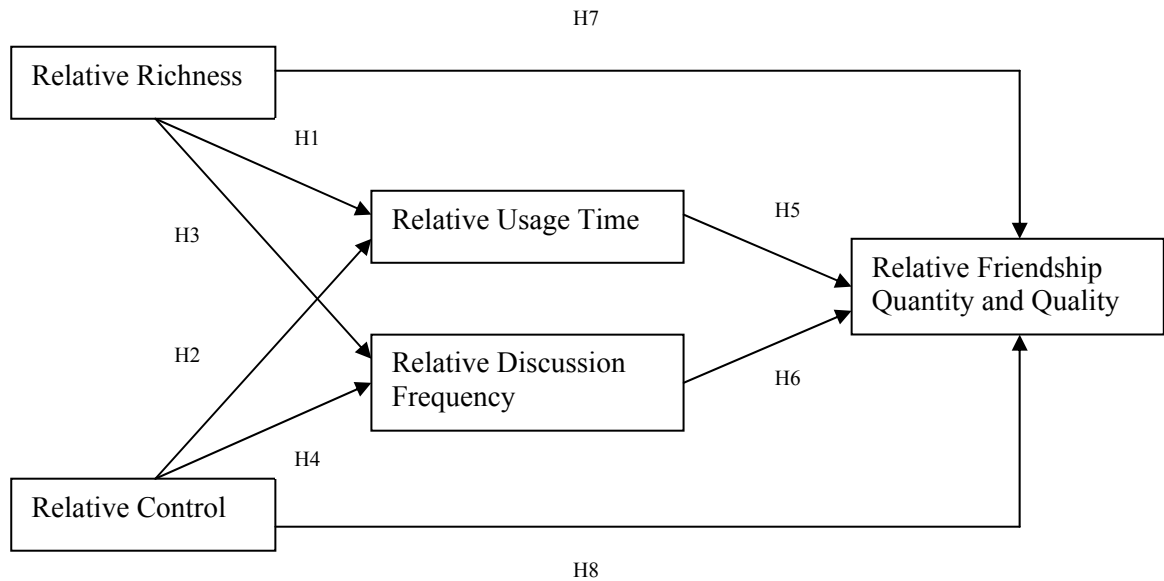 H7
Relative Richness
H1
Relative Usage Time
H5
H3
Relative Friendship
Quantity and Quality
H2
Relative Discussion
Frequency
H6
H4
Relative Control
H8